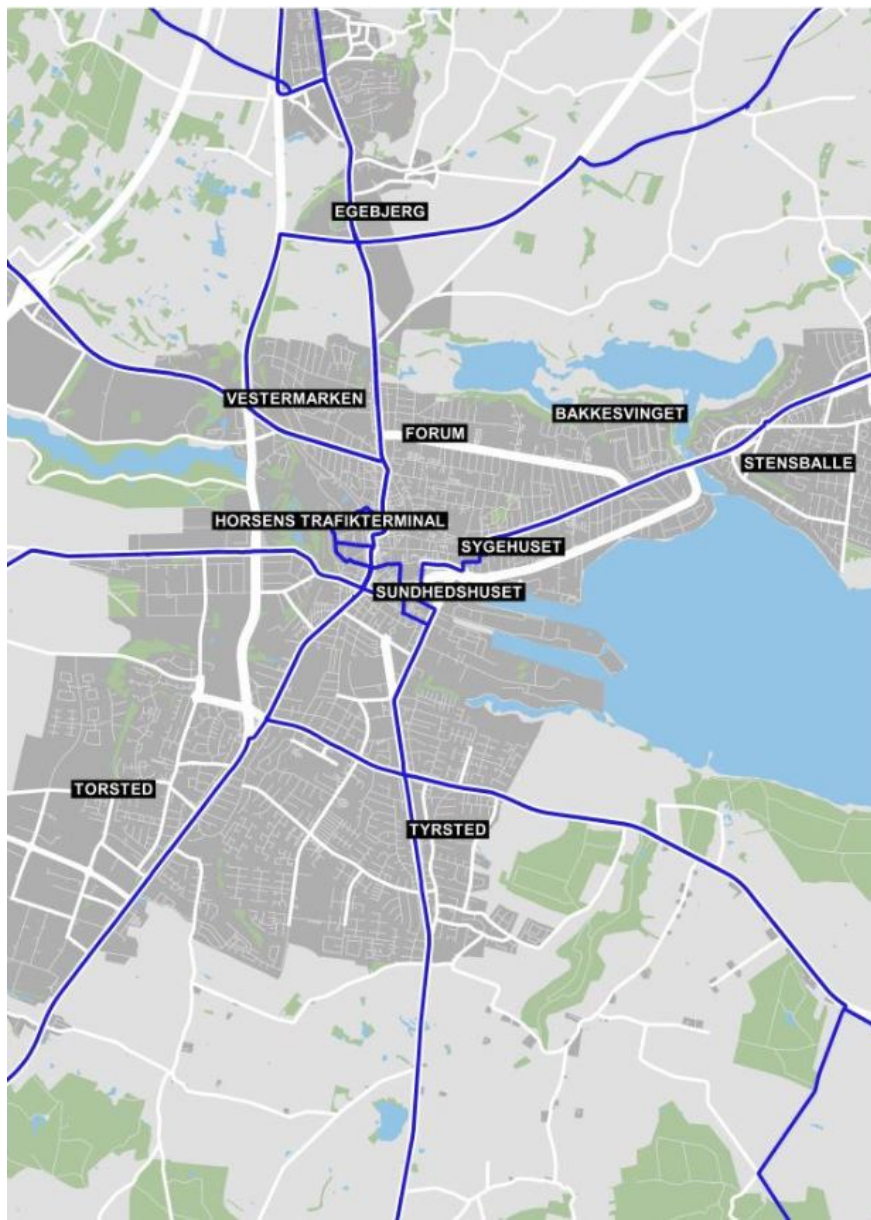 EGEBJERG
VESTERMARKEN
BAKKESVINGET
FORUM
STENSBALLE
HORSENS TRAFIKTERMINAL
SYGEHUSET
SUNDHEDSHUSET
TORSTED
TYRSTED